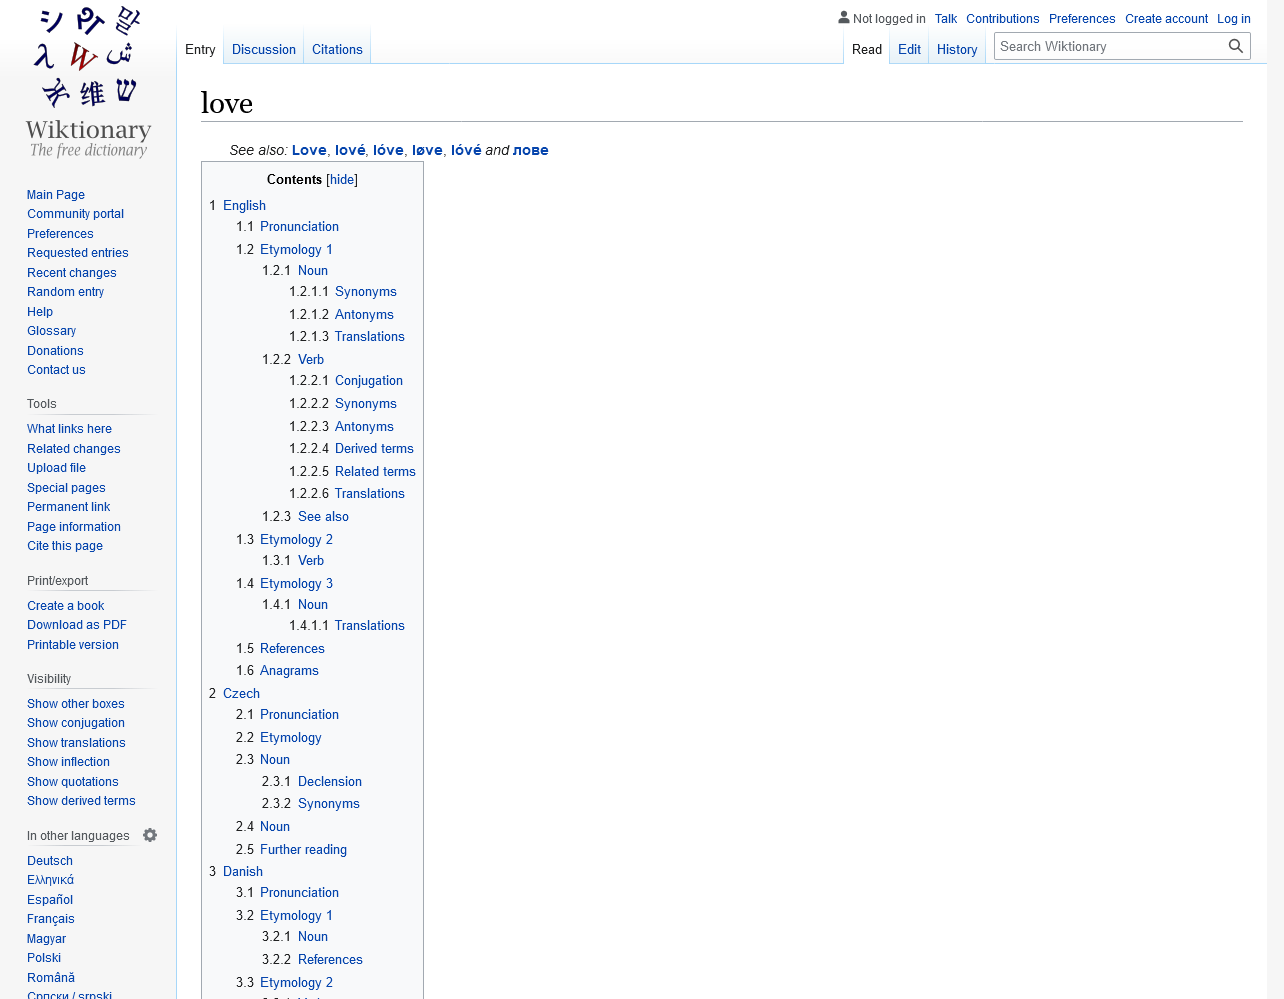 Not logged in Talk Contributions Preferences Create account Log in
Entry Discussion Citations
Read Edit History Search Wiktionary
Wiktionary
The free dictionary
Main Page
Community portal
Preferences
Requested entries
Recent changes
Random entry
Help
Glossary
Donations
Contact us
Tools
What links here
Related changes
Upload file
Special pages
Permanent link
Page information
Cite this page
Print/export
Create a book
Download as PDF
Printable version
Visibility
Show other boxes
Show conjugation
Show translations
Show inflection
Show quotations
Show derived terms
In other languages
Deutsch
Ελληνικά
Español
Français
Magyar
Polski
Română
Српски / srpski
love
See also: Love, lové, lóve, løve, lóvé and лове
Contents [hide]
1 English
1.1 Pronunciation
1.2 Etymology 1
1.2.1 Noun
1.2.1.1 Synonyms
1.2.1.2 Antonyms
1.2.1.3 Translations
1.2.2 Verb
1.2.2.1 Conjugation
1.2.2.2 Synonyms
1.2.2.3 Antonyms
1.2.2.4 Derived terms
1.2.2.5 Related terms
1.2.2.6 Translations
1.2.3 See also
1.3 Etymology 2
1.3.1 Verb
1.4 Etymology 3
1.4.1 Noun
1.4.1.1 Translations
1.5 References
1.6 Anagrams
2 Czech
2.1 Pronunciation
2.2 Etymology
2.3 Noun
2.3.1 Declension
2.3.2 Synonyms
2.4 Noun
2.5 Further reading
3 Danish
3.1 Pronunciation
3.2 Etymology 1
3.2.1 Noun
3.2.2 References
3.3 Etymology 2